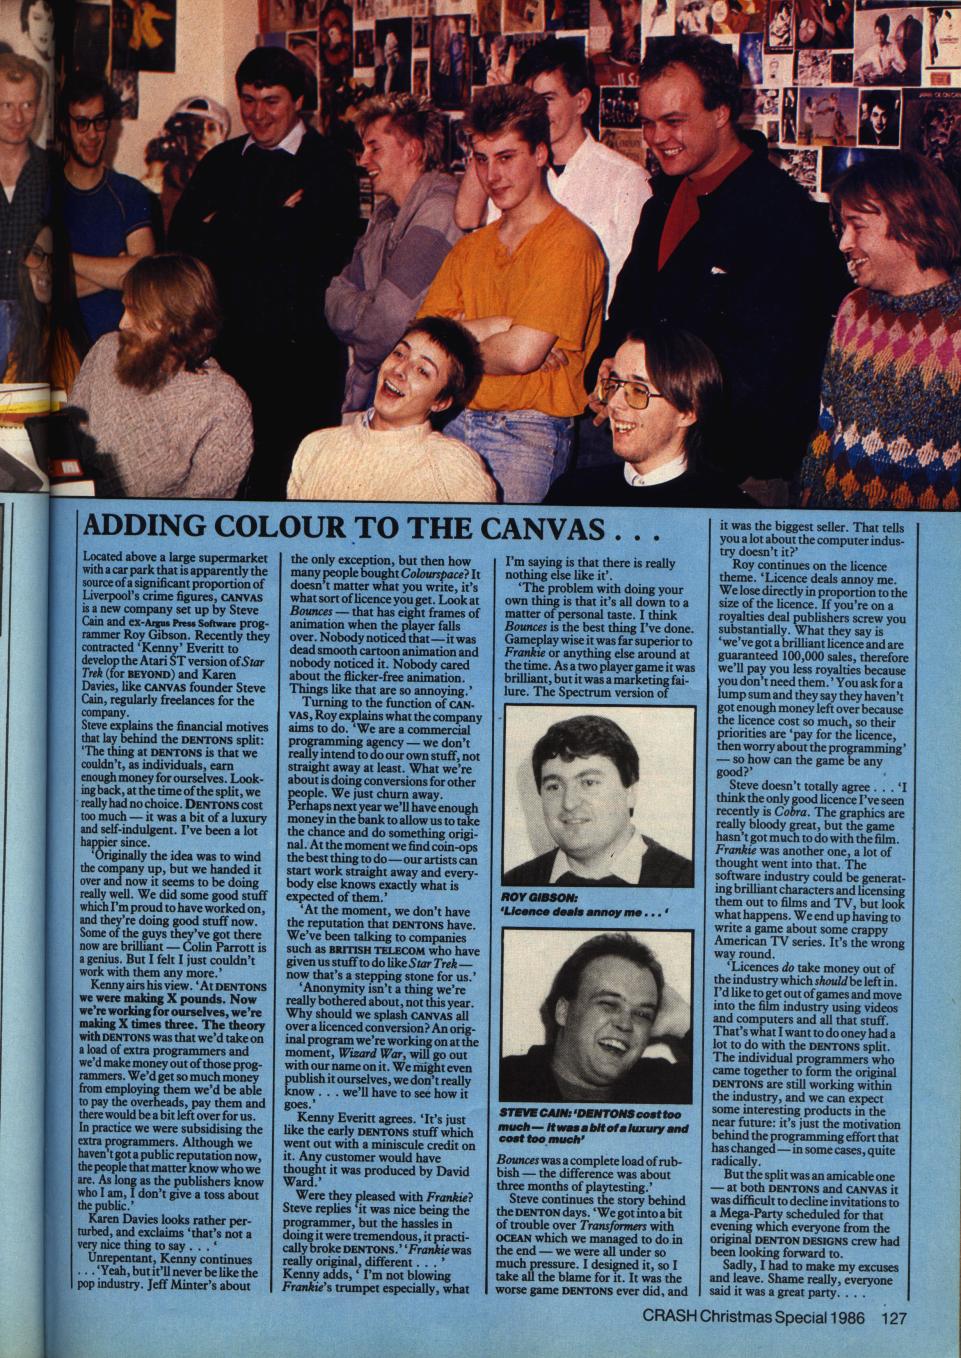 ADDING COLOUR TO THE CANVAS . . .
Located above a large supermarket
with a car park that is apparently the
source of a significant proportion of
Liverpool's crime figures, CANVAS
is a new company set up by Steve
Cain and ex-Argus Press Software prog-
rammer Roy Gibson. Recently they
contracted 'Kenny' Everitt to
develop the Atari ST version of Star
Trek (for BEYOND) and Karen
Davies, like CANVAS founder Steve
Cain, regularly freelances for the
company.
Steve explains the financial motives
that lay behind the DENTONS split:
'The thing at DENTONS is that we
couldn't, as individuals, earn
enough money for ourselves. Look-
ing back, at the time of the split, we
really had no choice. DENTONS cost
too much — it was a bit of a luxury
and self-indulgent. I've been a lot
happier since.
'Originally the idea was to wind
the company up, but we handed it
over and now it seems to be doing
really well. We did some good stuff
which I'm proud to have worked on,
and they're doing good stuff now.
Some of the guys they've got there
now are brilliant — Colin Parrott is
a genius. But I felt I just couldn't
work with them any more.'
Kenny airs his view. 'At DENTONS
we were making X pounds. Now
we're working for ourselves, we're
making X times three. The theory
with DENTONS was that we'd take on
a load of extra programmers and
we'd make money out of those prog-
rammers. We'd get so much money
from employing them we'd be able
to pay the overheads, pay them and
there would be a bit left over for us.
In practice we were subsidising the
extra programmers. Although we
haven't got a public reputation now,
the people that matter know who we
are. As long as the publishers know
who I am, I don't give a toss about
the public.'
Karen Davies looks rather per-
turbed, and exclaims 'that's not a
very nice thing to say . . . '
Unrepentant, Kenny continues
. . . 'Yeah, but it'll never be like the
pop industry. Jeff Minter's about
the only exception, but then how
many people bought Colourspace? It
doesn't matter what you write, it's
what sort of licence you get. Look at
Bounces — that has eight frames of
animation when the player falls
over. Nobody noticed that — it was
dead smooth cartoon animation and
nobody noticed it. Nobody cared
about the flicker-free animation.
Things like that are so annoying.'
Turning to the function of CAN-
VAS, Roy explains what the company
aims to do. 'We are a commercial
programming agency — we don't
really intend to do our own stuff, not
straight away at least. What we're
about is doing conversions for other
people. We just churn away.
Perhaps next year we'll have enough
money in the bank to allow us to take
the chance and do something origi-
nal. At the moment we find coin-ops
the best thing to do — our artists can
start work straight away and every-
body else knows exactly what is
expected of them.'
'At the moment, we don't have
the reputation that DENTONS have.
We've been talking to companies
such as BRITISH TELECOM who have
given us stuff to do like Star Trek —
now that's a stepping stone for us.'
'Anonymity isn't a thing we're
really bothered about, not this year.
Why should we splash CANVAS all
over a licenced conversion? An orig-
inal program we're working on at the
moment, Wizard War, will go out
with our name on it. We might even
publish it ourselves, we don't really
know . . . we'll have to see how it
goes.'
Kenny Everitt agrees. 'It's just
like the early DENTONS stuff which
went out with a miniscule credit on
it. Any customer would have
thought it was produced by David
Ward.'
Were they pleased with Frankie?
Steve replies 'it was nice being the
programmer, but the hassles in
doing it were tremendous, it practi-
cally broke DENTONS.' 'Frankie was
really original, different . . .'
Kenny adds, ' I'm not blowing
Frankie's trumpet especially, what
I'm saying is that there is really
nothing else like it'.
'The problem with doing your
own thing is that it's all down to a
matter of personal taste. I think
Bounces is the best thing I've done.
Gameplay wise it was far superior to
Frankie or anything else around at
the time. As a two player game it was
brilliant, but it was a marketing fai-
lure. The Spectrum version of
ROY GIBSON:
'Licence deals annoy me . . . '
STEVE CAIN: 'DENTONS cost too
much — it was a bit of a luxury and
cost too much'
Bounces was a complete load of rub-
bish — the difference was about
three months of playtesting.'
Steve continues the story behind
the DENTON days. 'We got into a bit
of trouble over Transformers with
OCEAN which we managed to do in
the end — we were all under so
much pressure. I designed it, so I
take all the blame for it. It was the
worse game DENTONS ever did, and
it was the biggest seller. That tells
you a lot about the computer indus-
try doesn't it?'
Roy continues on the licence
theme. 'Licence deals annoy me.
We lose directly in proportion to the
size of the licence. If you're on a
royalties deal publishers screw you
substantially. What they say is
'we've got a brilliant licence and are
guaranteed 100,000 sales, therefore
we'll pay you less royalties because
you don't need them.' You ask for a
lump sum and they say they haven't
got enough money left over because
the licence cost so much, so their
priorities are 'pay for the licence,
then worry about the programming'
— so how can the game be any
good?'
Steve doesn't totally agree . . . 'I
think the only good licence I've seen
recently is Cobra. The graphics are
really bloody great, but the game
hasn't got much to do with the film.
Frankie was another one, a lot of
thought went into that. The
software industry could be generat-
ing brilliant characters and licensing
them out to films and TV, but look
what happens. We end up having to
write a game about some crappy
American TV series. It's the wrong
way round.
'Licences do take money out of
the industry which should be left in.
I'd like to get out of games and move
into the film industry using videos
and computers and all that stuff.
That's what I want to do oney had a
lot to do with the DENTONS split.
The individual programmers who
came together to form the original
DENTONS are still working within
the industry, and we can expect
some interesting products in the
near future: it's just the motivation
behind the programming effort that
has changed — in some cases, quite
radically.
But the split was an amicable one
— at both DENTONS and CANVAS it
was difficult to decline invitations to
a Mega-Party scheduled for that
evening which everyone from the
original DENTON DESIGNS crew had
been looking forward to.
Sadly, I had to make my excuses
and leave. Shame really, everyone
said it was a great party. . . .
CRASH Christmas Special 1986 127